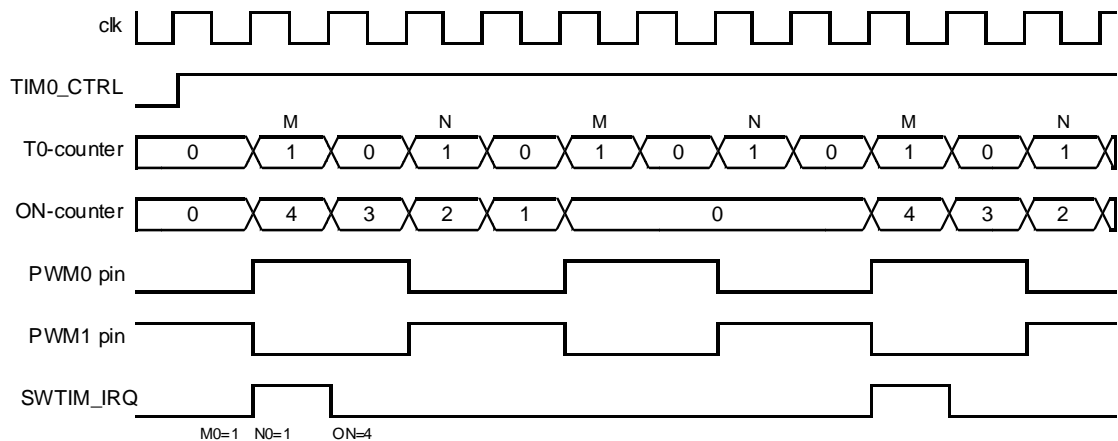 clk
TIM0_CTRL
M N M N M N
T0-counter 0 1 0 1 0 1 0 1 0 1 0 1
ON-counter 0 4 3 2 1 0 4 3 2
PWM0 pin
PWM1 pin
SWTIM_IRQ
M0=1 N0=1 ON=4